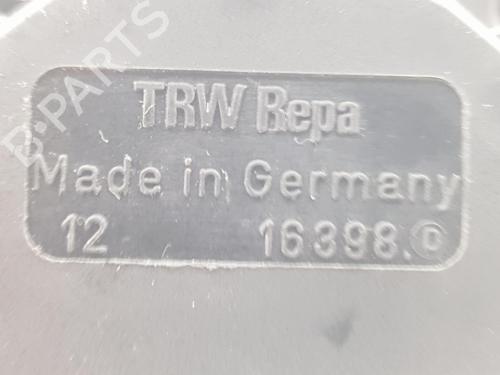 TRW Repa
Made in Germany
12 16398. D
B-PARTS